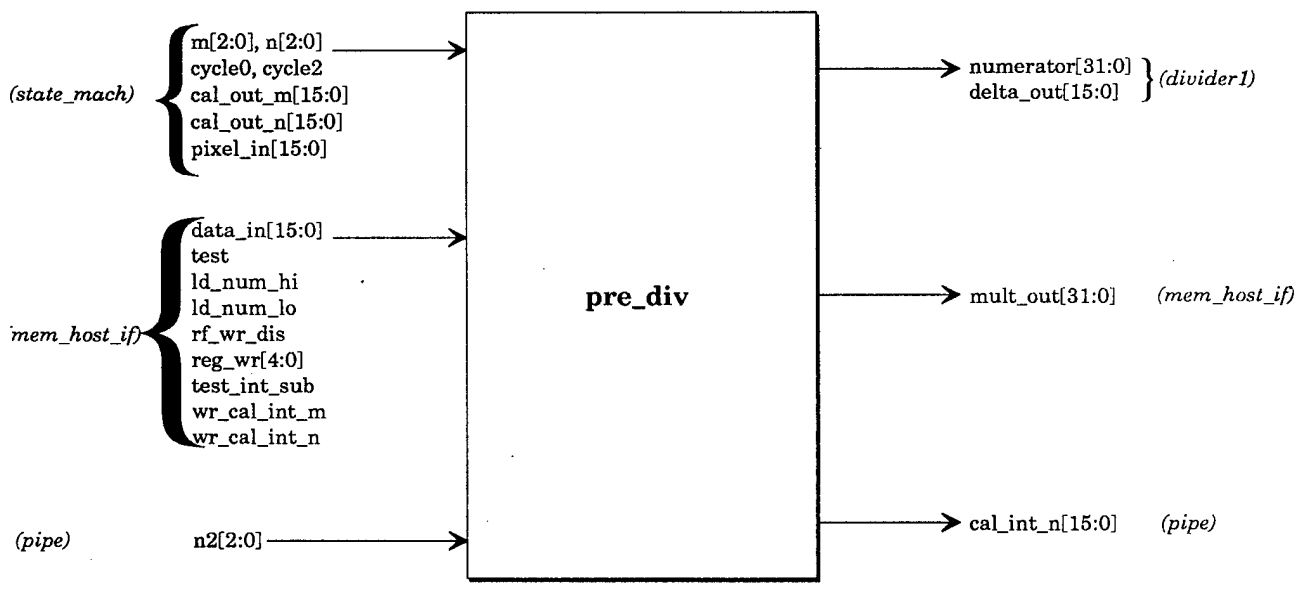 m[2:0], n[2:0]
cycle0, cycle2
(state_mach)
cal_out_m[15:0]
cal_out_n[15:0]
pixel_in[15:0]
data_in[15:0]
test
ld_num_hi
ld_num_lo
mem_host_if)
rf_wr_dis
reg_wr[4:0]
test_int_sub
wr_cal_int_m
wr_cal_int_n
(pipe)
n2[2:0]
pre_div
numerator[31:0]
delta_out[15:0]
(divider1)
mult_out[31:0]
(mem_host_if)
cal_int_n[15:0]
(pipe)